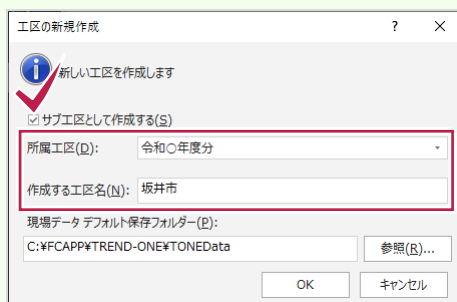 工区の新規作成 ? ×
新しい工区を作成します
サブ工区として作成する(S)
所属工区(D): 令和○年度分
作成する工区名(N): 坂井市
現場データ デフォルト保存フォルダー(P):
C:¥FCAPP¥TREND-ONE¥TONEData 参照(R)...
OK キャンセル